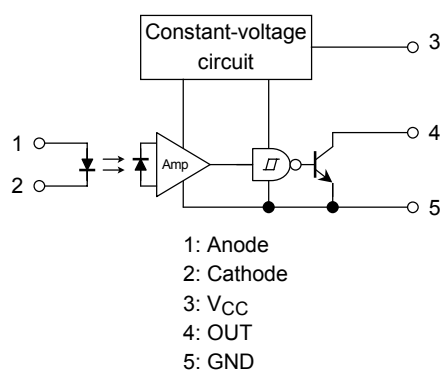 Constant-voltage
circuit
3
1
Amp
4
2
5
1: Anode
2: Cathode
3: VCC
4: OUT
5: GND